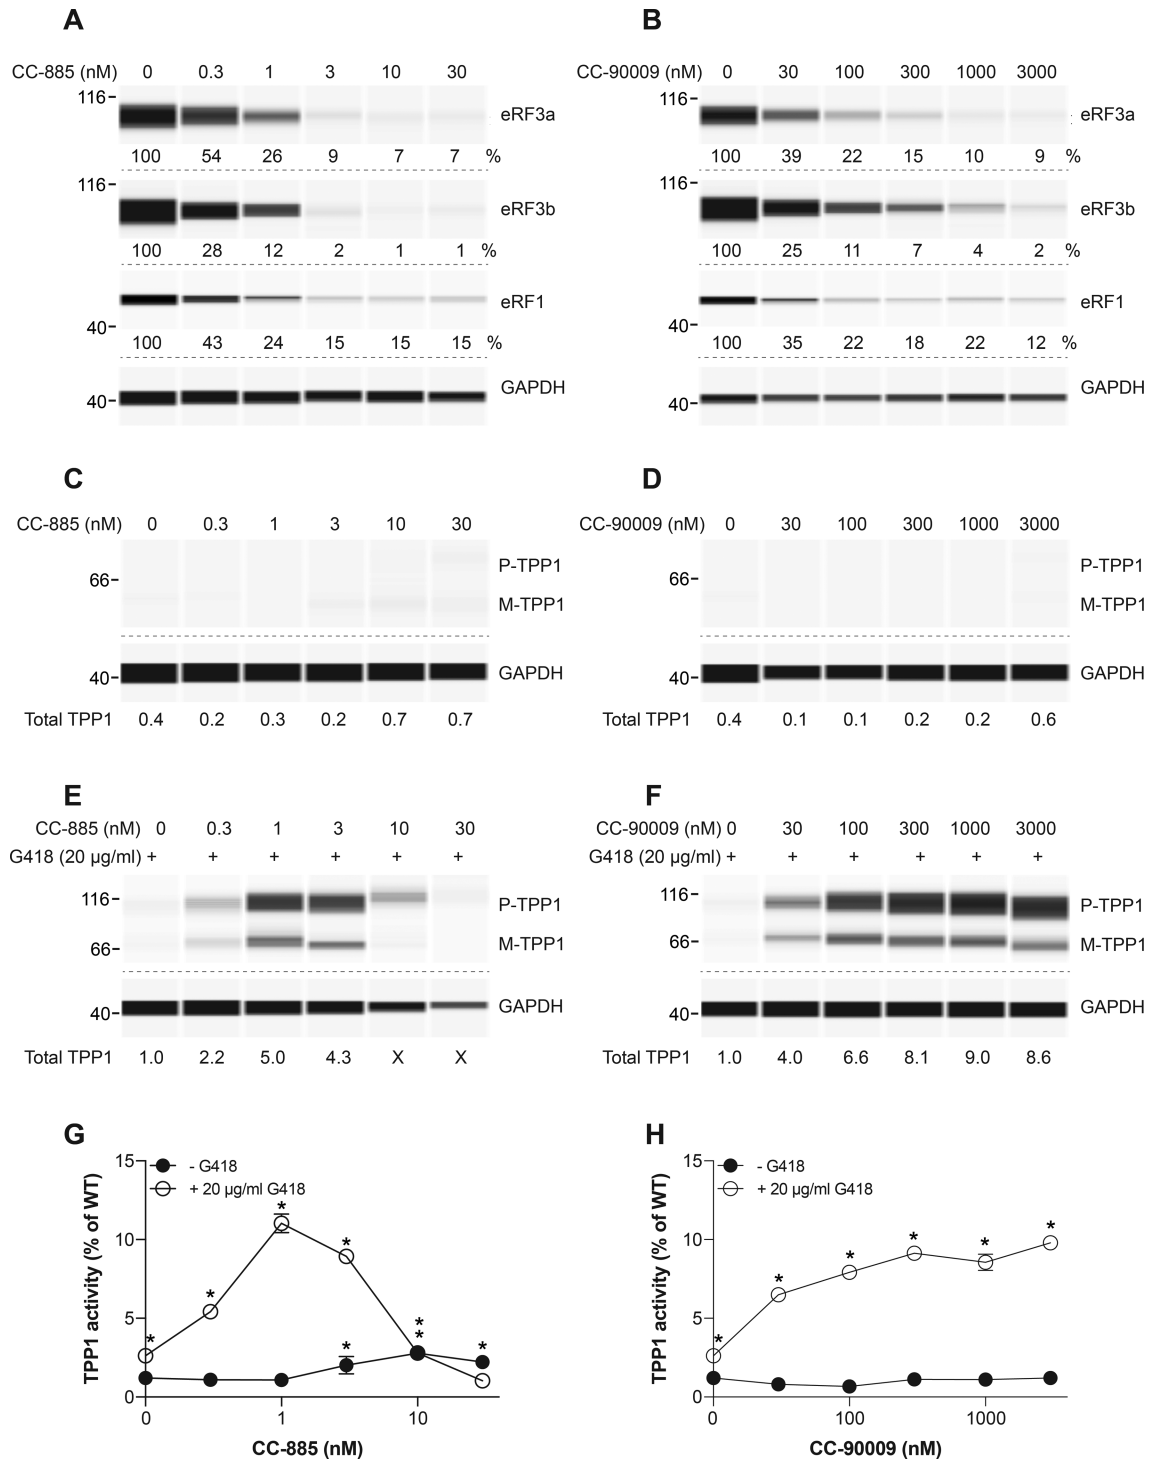 A
CC-885 (nM) 0 0.3 1 3 10 30
116
eRF3a
100 54 26 9 7 7 %
116
eRF3b
100 28 12 2 1 1 %
eRF1
40
100 43 24 15 15 15 %
GAPDH
40
B
CC-90009 (nM) 0 30 100 300 1000 3000
116
eRF3a
100 39 22 15 10 9 %
116
eRF3b
100 25 11 7 4 2 %
eRF1
40
100 35 22 18 22 12 %
GAPDH
40
C
CC-885 (nM) 0 0.3 1 3 10 30
P-TPP1
66
M-TPP1
40 GAPDH
Total TPP1 0.4 0.2 0.3 0.2 0.7 0.7
D
CC-90009 (nM) 0 30 100 300 1000 3000
P-TPP1
66
M-TPP1
40 GAPDH
Total TPP1 0.4 0.1 0.1 0.2 0.2 0.6
E
CC-885 (nM) 0 0.3 1 3 10 30
G418 (20 µg/ml) + + + + + +
116 P-TPP1
66 M-TPP1
40 GAPDH
Total TPP1 1.0 2.2 5.0 4.3 X X
F
CC-90009 (nM) 0 30 100 300 1000 3000
G418 (20 µg/ml) + + + + + +
116 P-TPP1
66 M-TPP1
40 GAPDH
Total TPP1 1.0 4.0 6.6 8.1 9.0 8.6
G
TPP1 activity (% of WT)
15
10
5
0
- G418
+ 20 µg/ml G418
* * * * * * * *
0 1 10
CC-885 (nM)
H
TPP1 activity (% of WT)
15
10
5
0
- G418
+ 20 µg/ml G418
* * * * * *
0 100 1000
CC-90009 (nM)